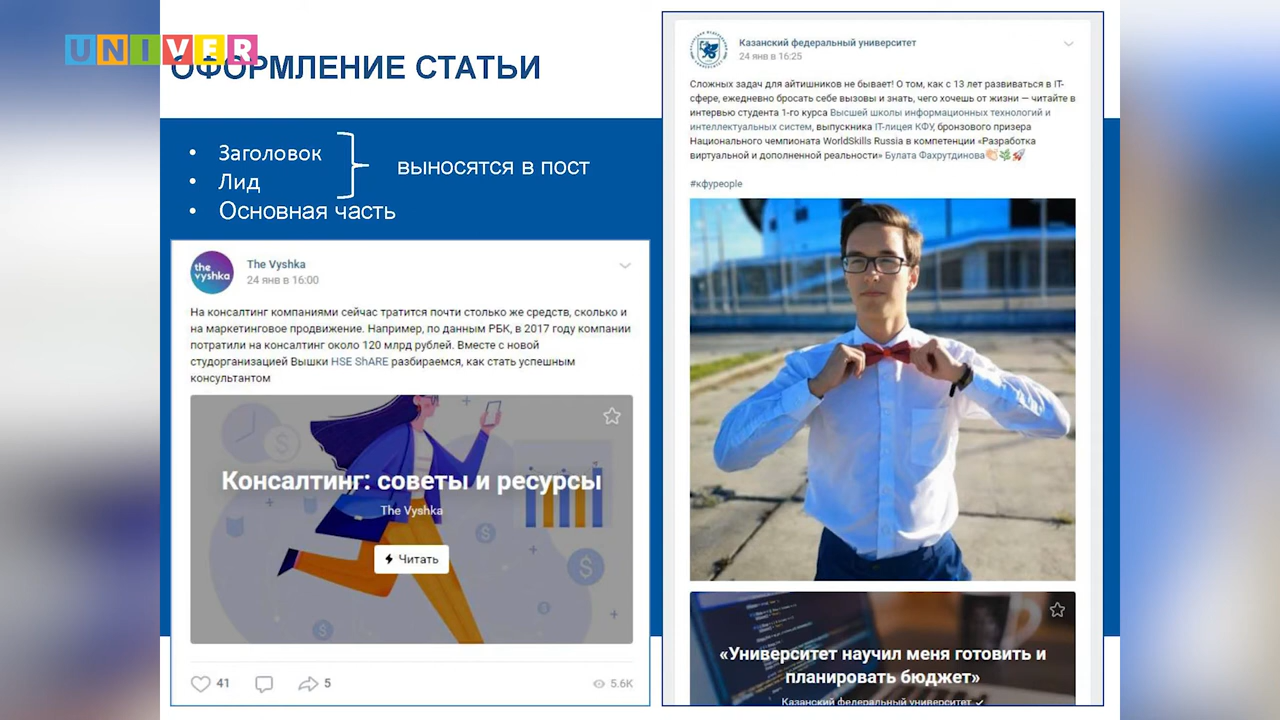 UNIVER
ОФОРМЛЕНИЕ СТАТЬИ
• Заголовок
• Лид
выносятся в пост
• Основная часть
the vyshka
The Vyshka
24 янв в 16:00
На консалтинг компаниями сейчас тратится почти столько же средств, сколько и
на маркетинговое продвижение. Например, по данным РБК, в 2017 году компании
потратили на консалтинг около 120 млрд рублей. Вместе с новой
студорганизацией Вышки HSE ShARE разбираемся, как стать успешным
консультантом
Консалтинг: советы и ресурсы
The Vyshka
Читать
41
5
5.6K
Казанский федеральный университет
24 янв в 16:25
Сложных задач для айтишников не бывает! О том, как с 13 лет развиваться в IT-
сфере, ежедневно бросать себе вызовы и знать, чего хочешь от жизни — читайте в
интервью студента 1-го курса Высшей школы информационных технологий и
интеллектуальных систем, выпускника IT-лицея КФУ, бронзового призера
Национального чемпионата WorldSkills Russia в компетенции «Разработка
виртуальной и дополненной реальности» Булата Фахрутдинова👏🌿🚀
#кфуpeople
«Университет научил меня готовить и
планировать бюджет»
Казанский федеральный университет